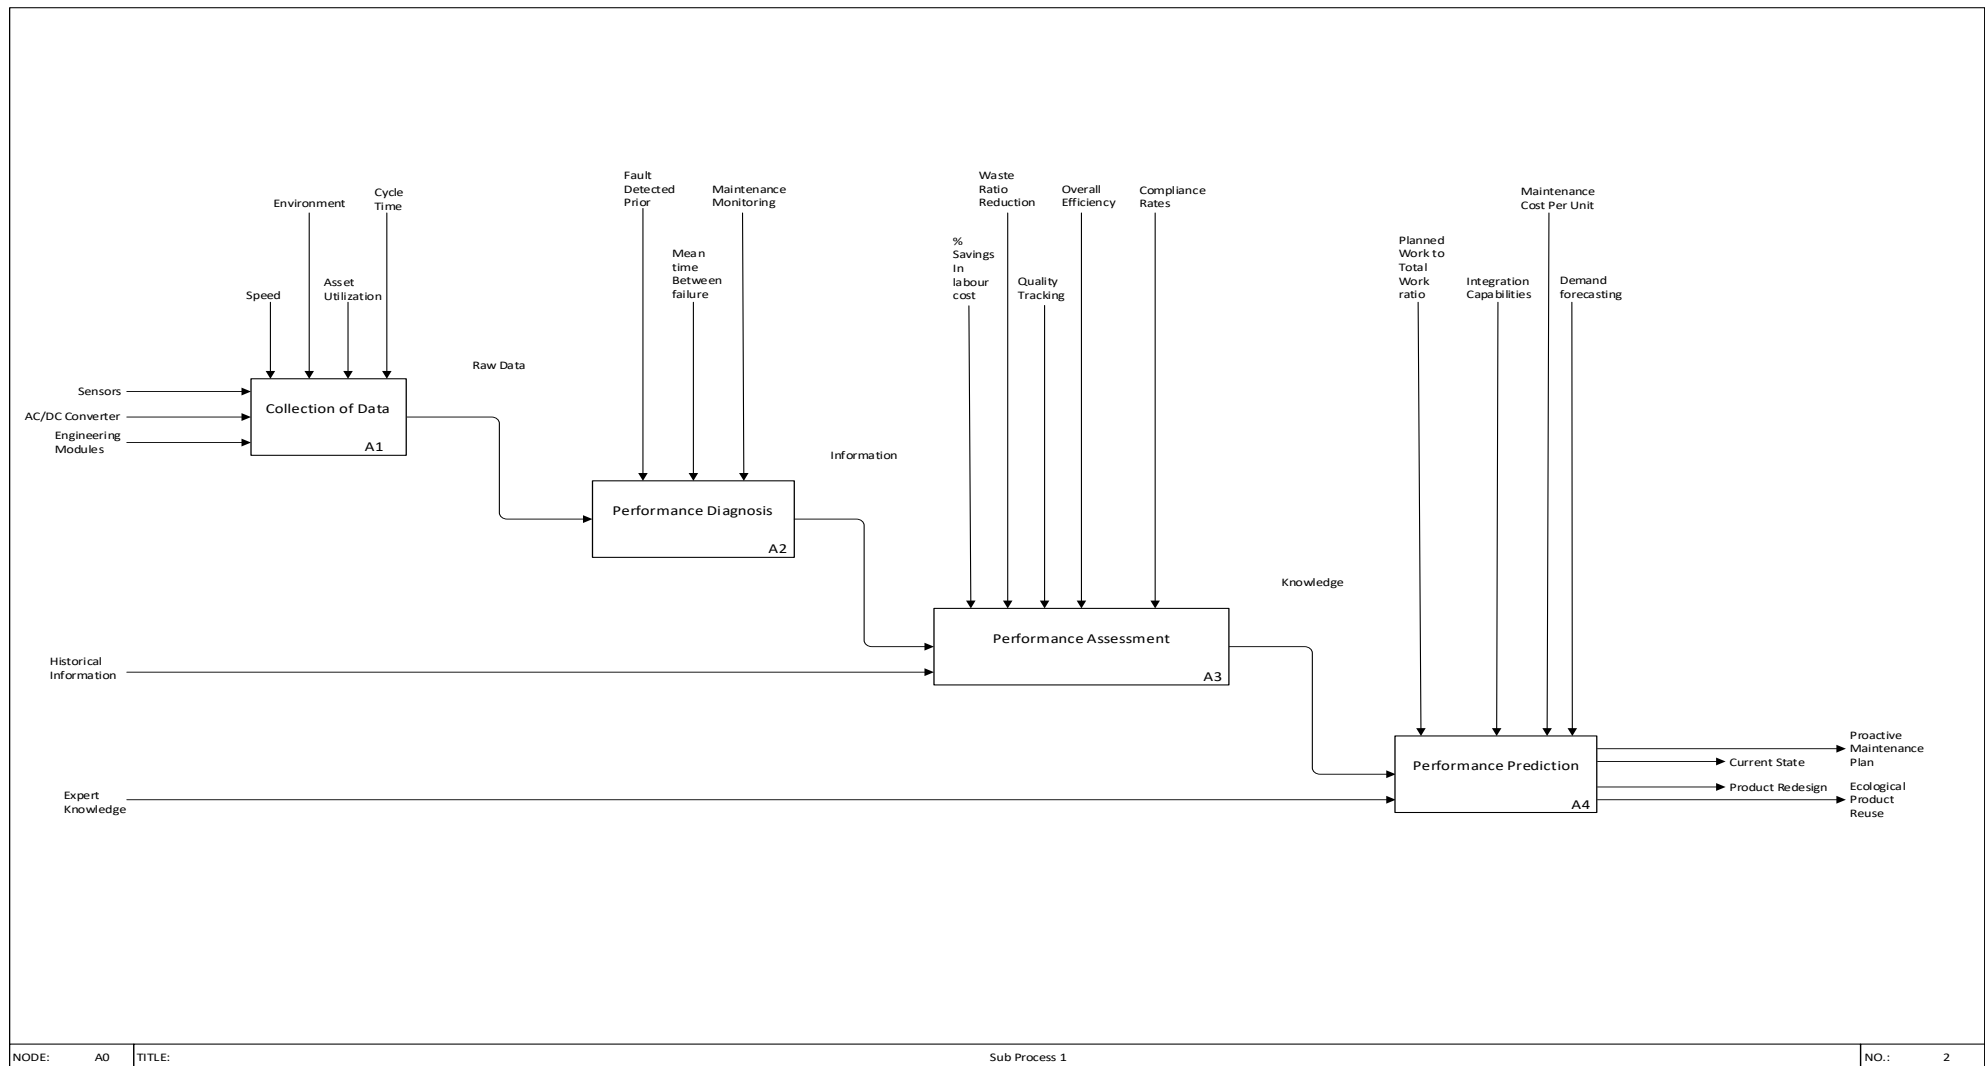 Cycle
Time
Environment
Asset
Utilization
Speed
Sensors
AC/DC Converter
Engineering
Modules
Collection of Data
A1
Raw Data
Fault
Detected
Prior
Maintenance
Monitoring
Mean
time
Between
failure
Performance Diagnosis
A2
Information
Waste
Ratio
Reduction
Overall
Efficiency
Compliance
Rates
%
Savings
In
labour
cost
Quality
Tracking
Performance Assessment
A3
Historical
Information
Knowledge
Maintenance
Cost Per Unit
Planned
Work to
Total
Work
ratio
Integration
Capabilities
Demand
forecasting
Performance Prediction
A4
Expert
Knowledge
Proactive
Maintenance
Plan
Current State
Product Redesign
Ecological
Product
Reuse
NODE: A0
TITLE: Sub Process 1
NO.: 2